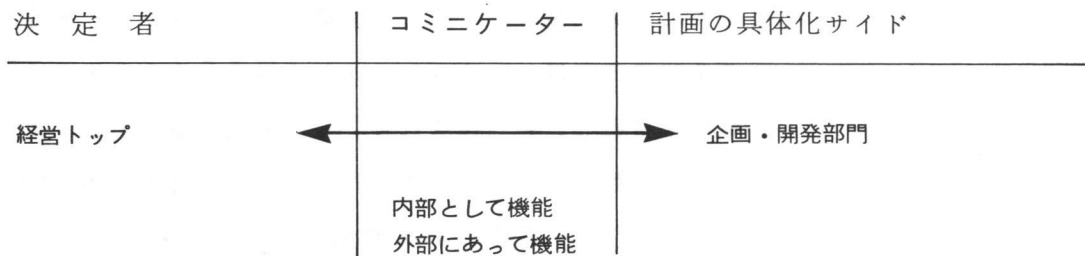 決定者 コミニケーター 計画の具体化サイド
経営トップ 企画・開発部門
内部として機能
外部にあって機能